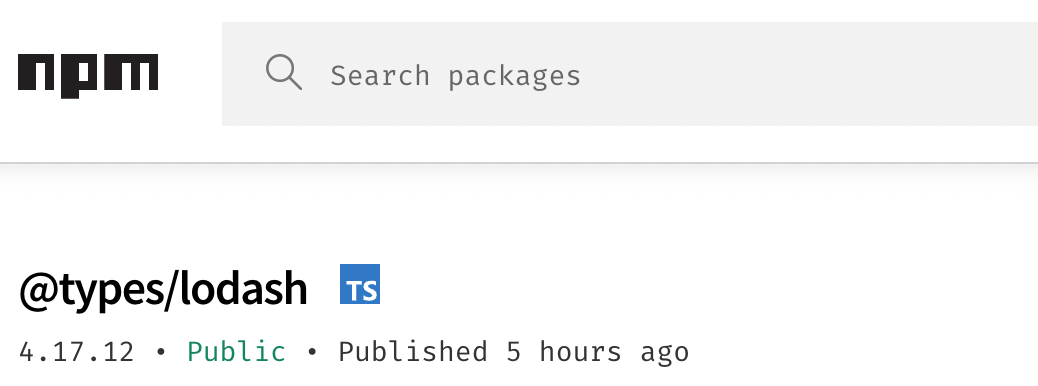 npm
Search packages
@types/lodash TS
4.17.12 • Public • Published 5 hours ago